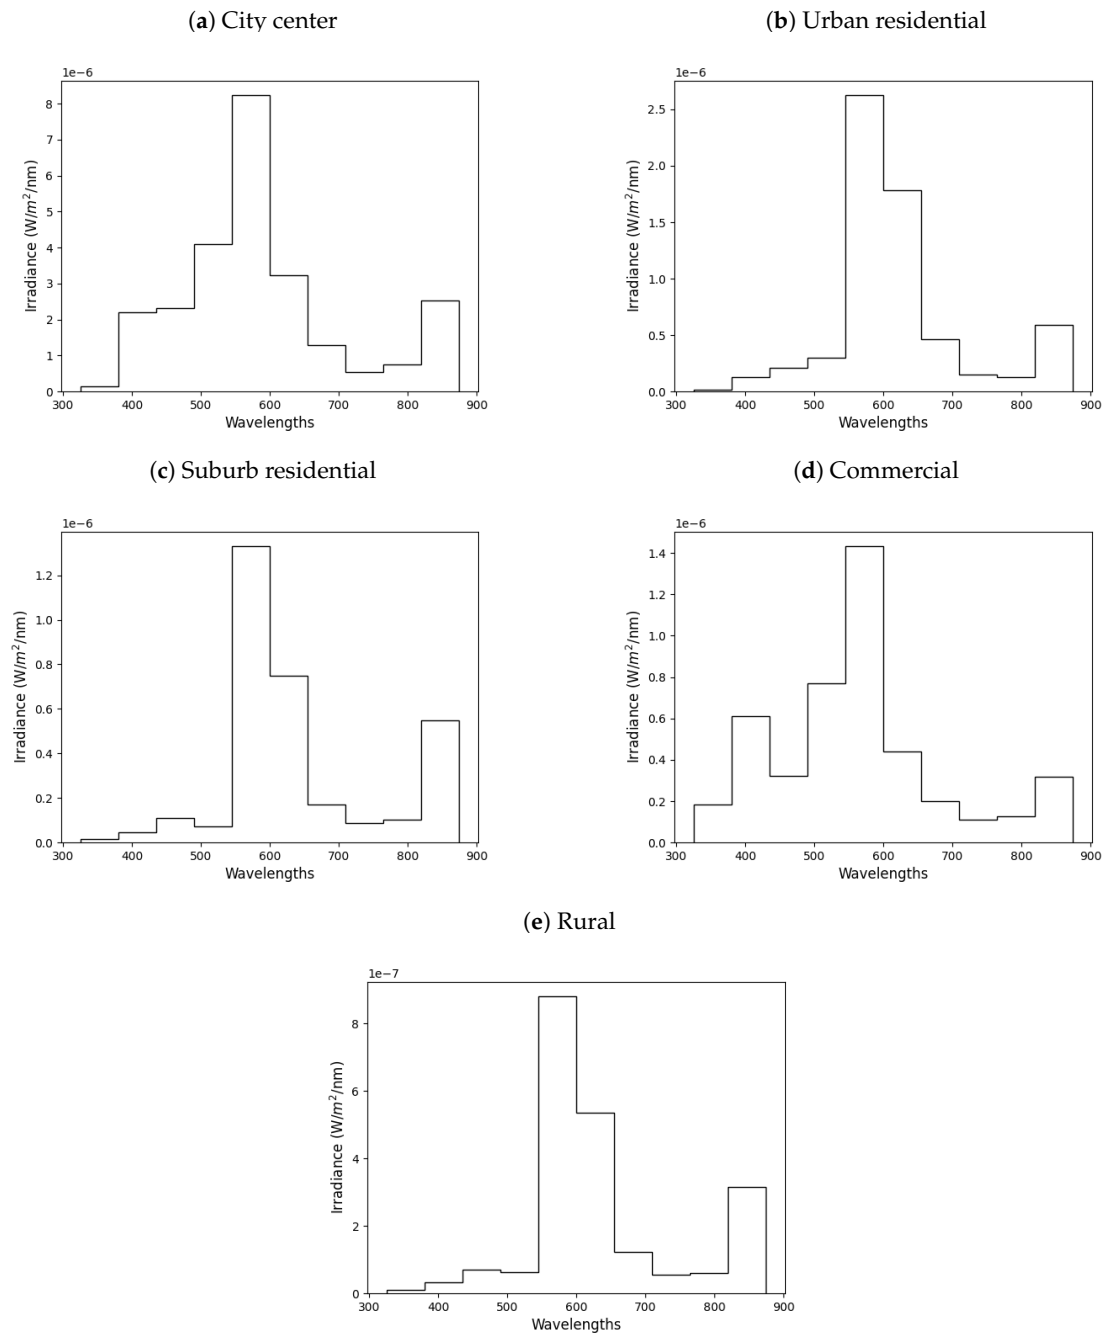 (a) City center
(b) Urban residential
1e−6
8
7
6
5
4
3
2
1
0
Irradiance (W/m²/nm)
300 400 500 600 700 800 900
Wavelengths
1e−6
2.5
2.0
1.5
1.0
0.5
0.0
Irradiance (W/m²/nm)
300 400 500 600 700 800 900
Wavelengths
(c) Suburb residential
(d) Commercial
1e−6
1.2
1.0
0.8
0.6
0.4
0.2
0.0
Irradiance (W/m²/nm)
300 400 500 600 700 800 900
Wavelengths
1e−6
1.4
1.2
1.0
0.8
0.6
0.4
0.2
0.0
Irradiance (W/m²/nm)
300 400 500 600 700 800 900
Wavelengths
(e) Rural
1e−7
8
6
4
2
0
Irradiance (W/m²/nm)
300 400 500 600 700 800 900
Wavelengths